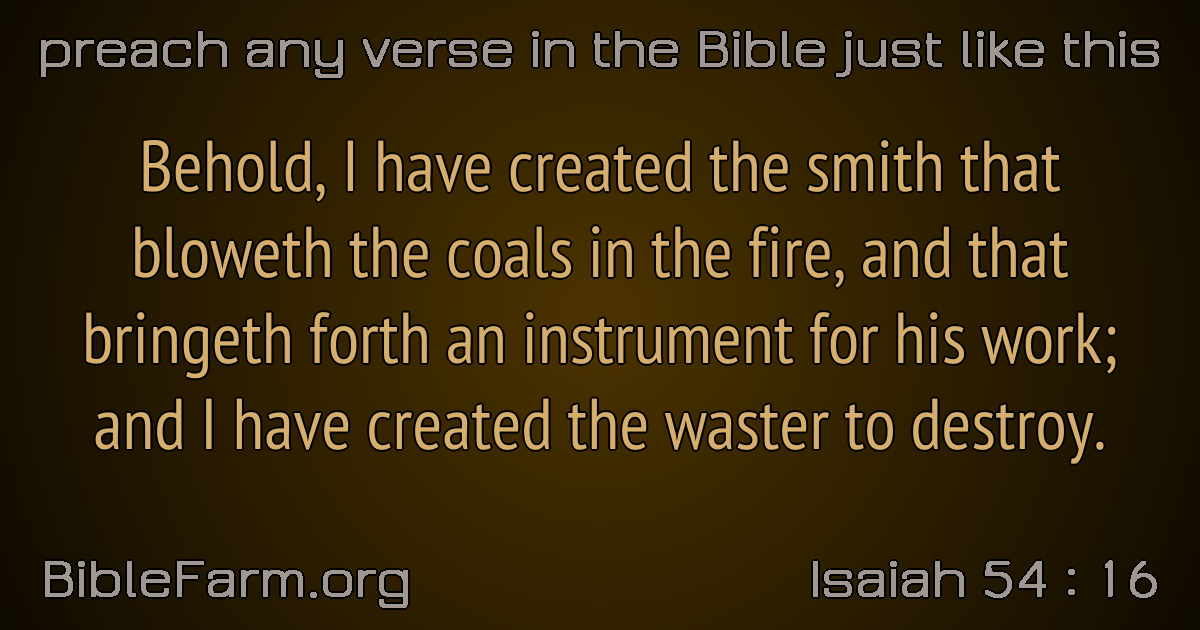 preach any verse in the Bible just like this
Behold, I have created the smith that
bloweth the coals in the fire, and that
bringeth forth an instrument for his work;
and I have created the waster to destroy.
BibleFarm.org
Isaiah 54 : 16